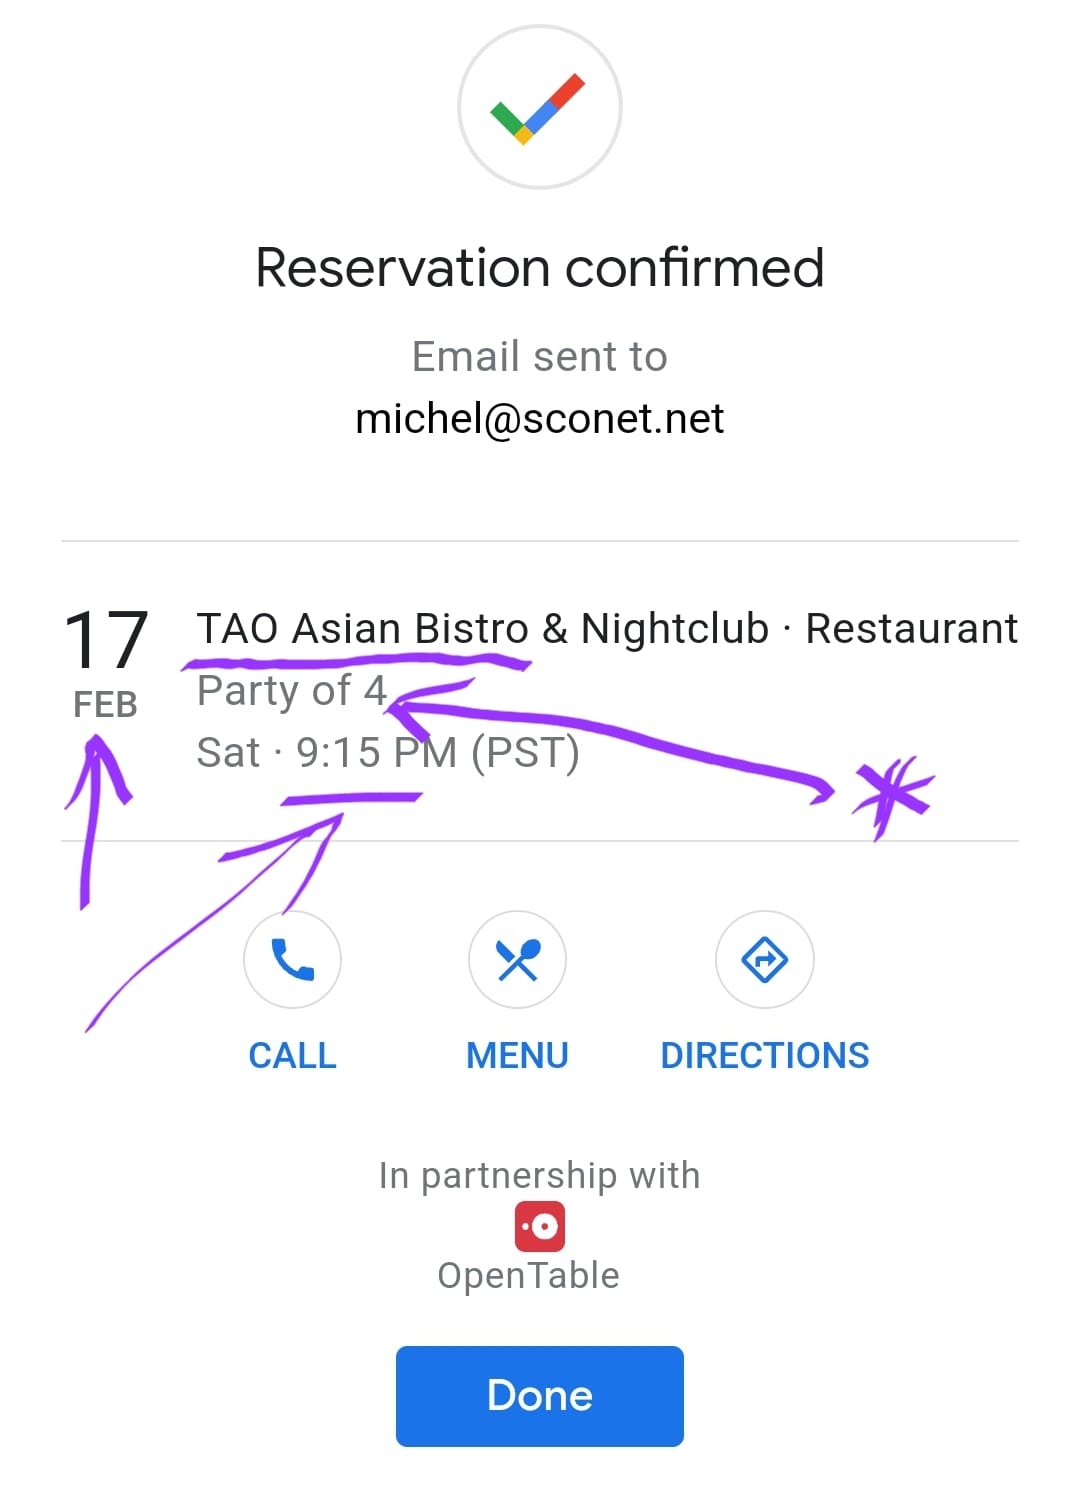 Reservation confirmed
Email sent to
michel@sconet.net
17
FEB
TAO Asian Bistro & Nightclub · Restaurant
Party of 4
Sat · 9:15 PM (PST)
CALL
MENU
DIRECTIONS
In partnership with
OpenTable
Done